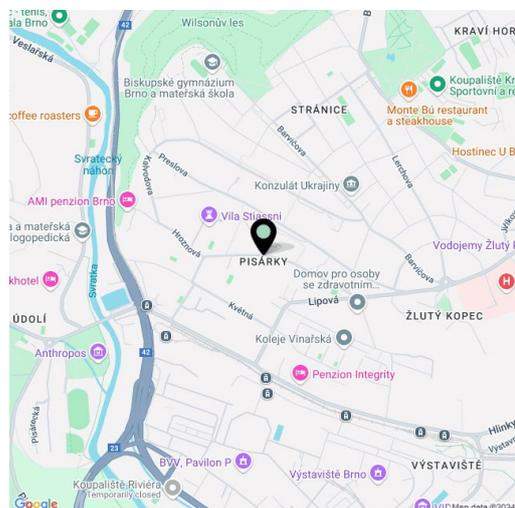 c - tenis,
ala Brno
42
Wilsonův les
B
KRAVÍ HOR
Veslařská
Biskupské gymnázium
Brno a mateřská škola
Koupaliště Kr
Sportovní a re
STRÁNICE
Monte Bú restaurant
a steakhouse
coffee roasters
Barvičova
Hostinec U B
Svratecký
náhon
Kalvodova
Preslova
Lerchova
Konzulát Ukrajiny
AMI penzion Brno
Vila Stiassni
a a mateřská
logopedická
Hroznová
Vodojemy Žlutý k
PISÁRKY
Barvičova
Domov pro osoby
se zdravotním...
khotel
Svratka
Lipová
H
Květná
ŽLUTÝ KOPEC
ÚDOLÍ
Koleje Vinařská
Anthropos
42
Penzion Integrity
Pisárecká
Hlinky
23
BVV, Pavilon P
Výstaviště Brno
VÝSTAVIŠTĚ
Koupaliště Riviéra
Temporarily closed
Google
Map data ©2024